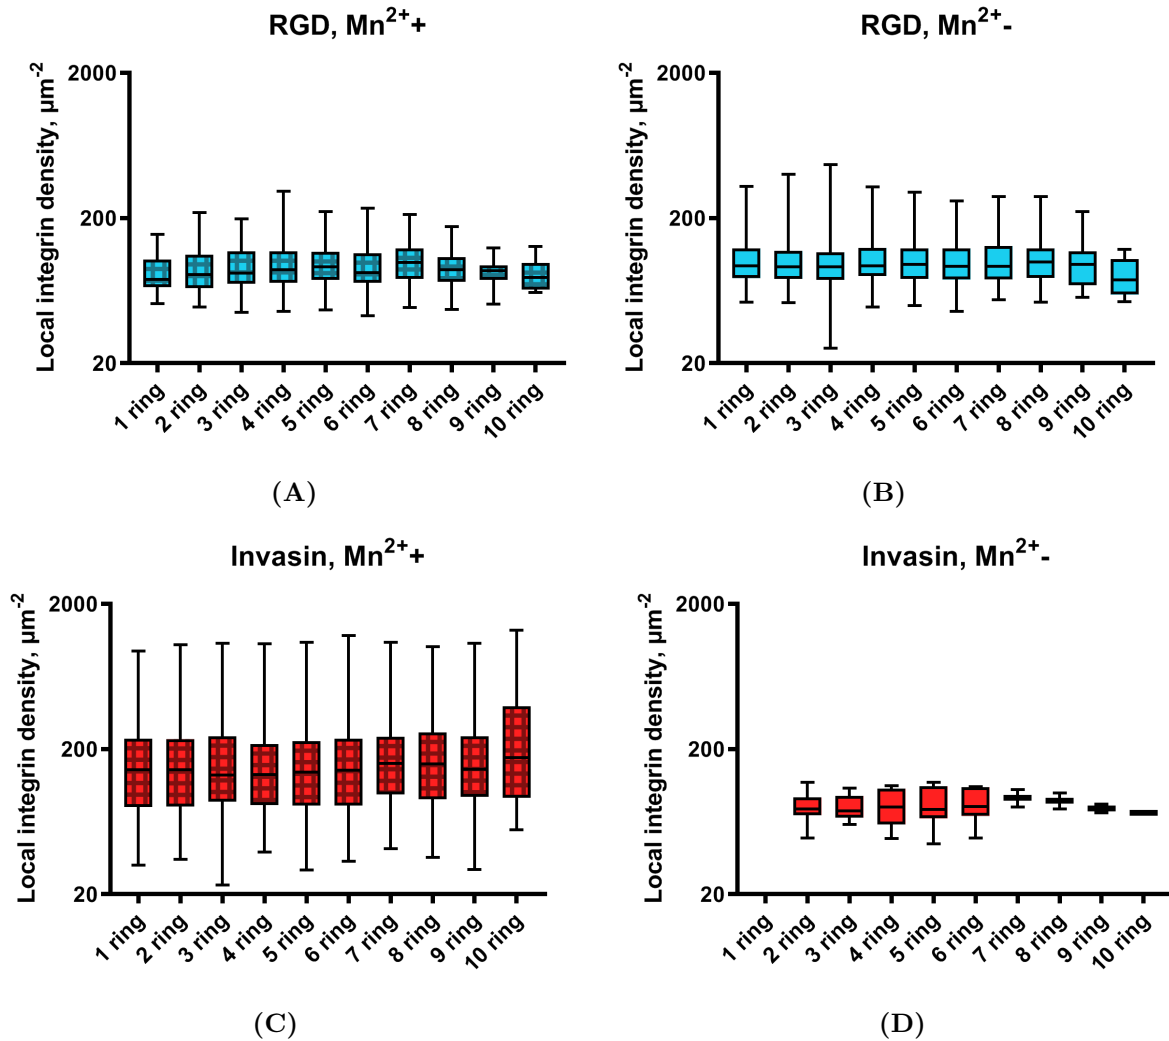 RGD, Mn²⁺+
Local integrin density, µm⁻²
2000
200
20
1 ring
2 ring
3 ring
4 ring
5 ring
6 ring
7 ring
8 ring
9 ring
10 ring
(A)
RGD, Mn²⁺-
Local integrin density, µm⁻²
2000
200
20
1 ring
2 ring
3 ring
4 ring
5 ring
6 ring
7 ring
8 ring
9 ring
10 ring
(B)
Invasin, Mn²⁺+
Local integrin density, µm⁻²
2000
200
20
1 ring
2 ring
3 ring
4 ring
5 ring
6 ring
7 ring
8 ring
9 ring
10 ring
(C)
Invasin, Mn²⁺-
Local integrin density, µm⁻²
2000
200
20
1 ring
2 ring
3 ring
4 ring
5 ring
6 ring
7 ring
8 ring
9 ring
10 ring
(D)